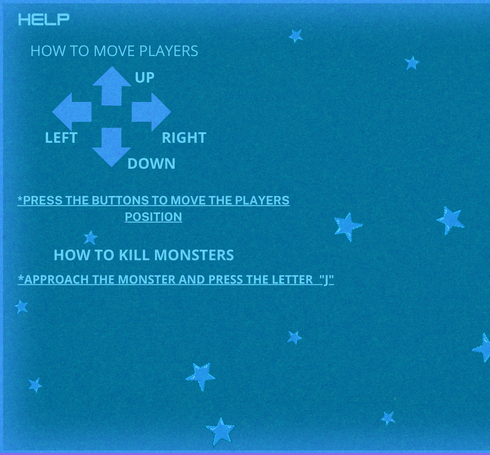 HELP
HOW TO MOVE PLAYERS
UP
LEFT RIGHT
DOWN
*PRESS THE BUTTONS TO MOVE THE PLAYERS
POSITION
HOW TO KILL MONSTERS
*APPROACH THE MONSTER AND PRESS THE LETTER "J"